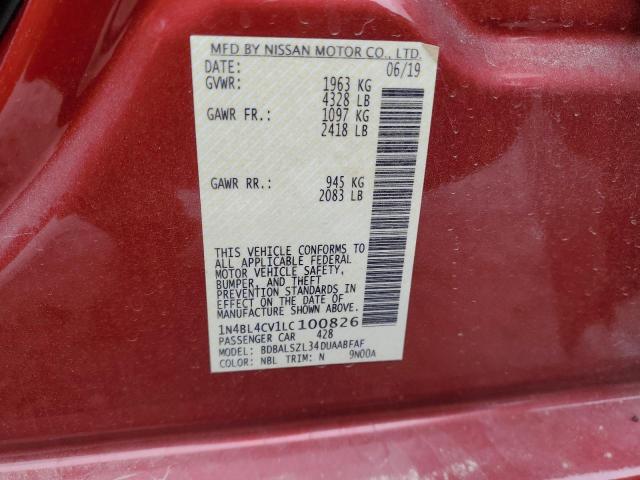 MFD BY NISSAN MOTOR CO., LTD.
DATE: 06/19
GVWR: 1963 KG
4328 LB
GAWR FR.: 1097 KG
2418 LB
GAWR RR.: 945 KG
2083 LB
THIS VEHICLE CONFORMS TO
ALL APPLICABLE FEDERAL
MOTOR VEHICLE SAFETY,
BUMPER, AND THEFT
PREVENTION STANDARDS IN
EFFECT ON THE DATE OF
MANUFACTURE SHOWN ABOVE.
1N4BL4CV1LC100826
PASSENGER CAR 428
MODEL: BDBALSZL34DUAABFAF
COLOR: NBL TRIM: N 9N00A